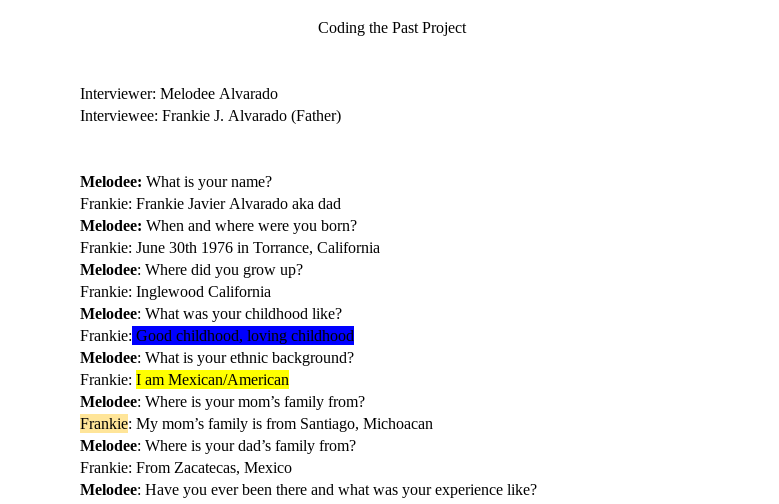 Coding the Past Project
Interviewer: Melodee Alvarado
Interviewee: Frankie J. Alvarado (Father)
Melodee: What is your name?
Frankie: Frankie Javier Alvarado aka dad
Melodee: When and where were you born?
Frankie: June 30th 1976 in Torrance, California
Melodee: Where did you grow up?
Frankie: Inglewood California
Melodee: What was your childhood like?
Frankie: Good childhood, loving childhood
Melodee: What is your ethnic background?
Frankie: I am Mexican/American
Melodee: Where is your mom’s family from?
Frankie: My mom’s family is from Santiago, Michoacan
Melodee: Where is your dad’s family from?
Frankie: From Zacatecas, Mexico
Melodee: Have you ever been there and what was your experience like?